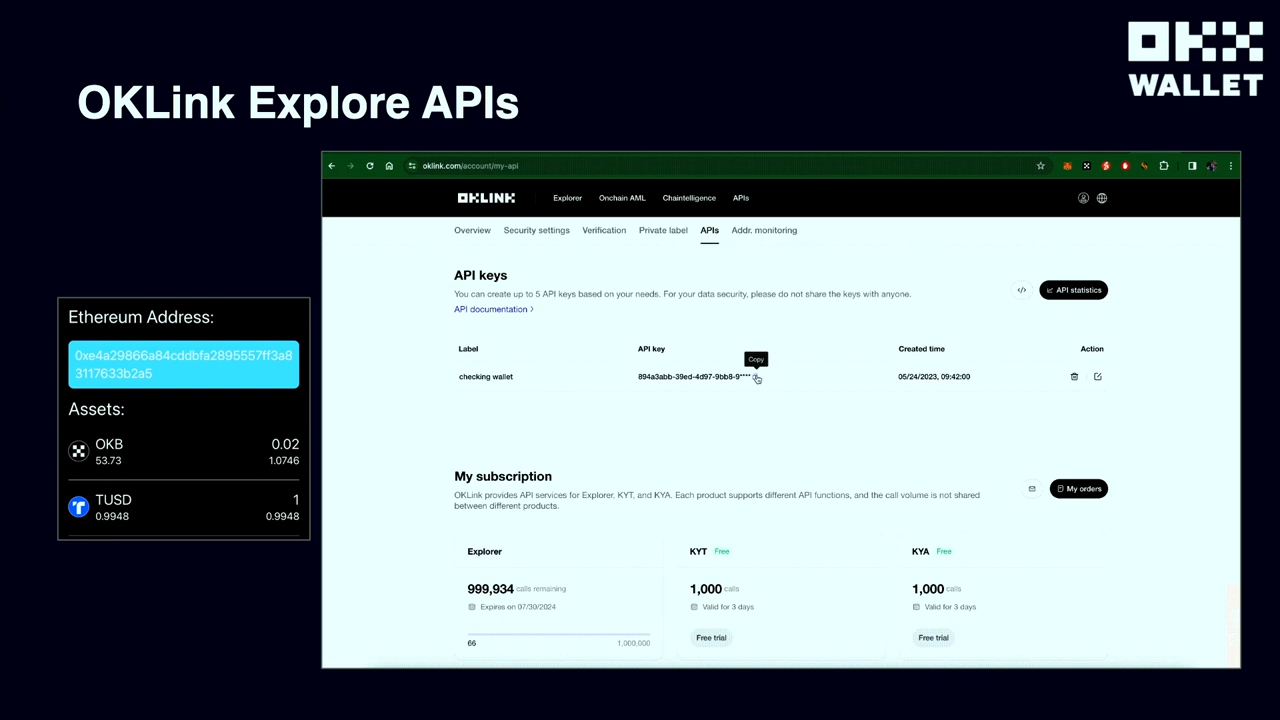 OKX
WALLET
OKLink Explore APIs
oklink.com/account/my-api
OKLINK
Explorer
Onchain AML
Chaintelligence
APIs
Overview
Security settings
Verification
Private label
APIs
Addr. monitoring
API keys
You can create up to 5 API keys based on your needs. For your data security, please do not share the keys with anyone.
API documentation >
API statistics
Label
API key
Created time
Action
Copy
checking wallet
894a3abb-39ed-4d97-9bb8-9****
05/24/2023, 09:42:00
My subscription
OKLink provides API services for Explorer, KYT, and KYA. Each product supports different API functions, and the call volume is not shared
between different products.
My orders
Explorer
999,934 calls remaining
Expires on 07/30/2024
66
1,000,000
KYT Free
1,000 calls
Valid for 3 days
Free trial
KYA Free
1,000 calls
Valid for 3 days
Free trial
Ethereum Address:
0xe4a29866a84cddbfa2895557ff3a8
3117633b2a5
Assets:
OKB 0.02
53.73 1.0746
TUSD 1
0.9948 0.9948